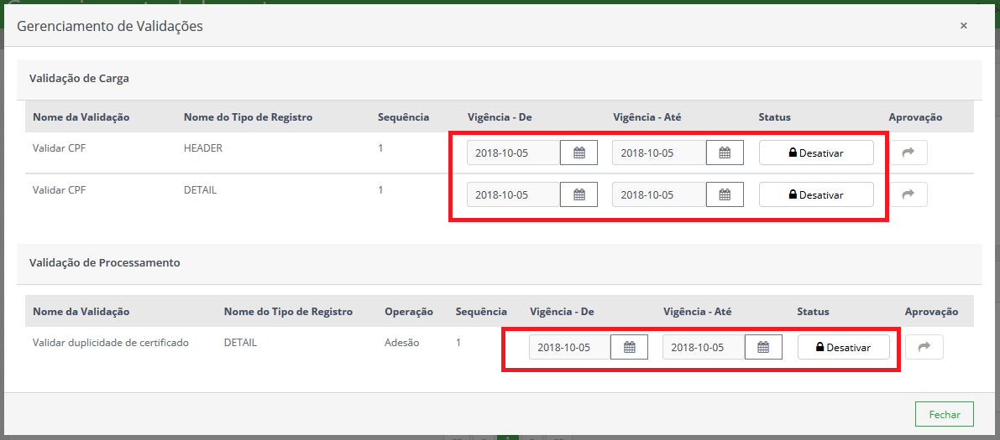 Gerenciamento de Validações ×
Validação de Carga
Nome da Validação Nome do Tipo de Registro Sequência Vigência - De Vigência - Até Status Aprovação
Validar CPF HEADER 1 2018-10-05 2018-10-05 Desativar
Validar CPF DETAIL 1 2018-10-05 2018-10-05 Desativar
Validação de Processamento
Nome da Validação Nome do Tipo de Registro Operação Sequência Vigência - De Vigência - Até Status Aprovação
Validar duplicidade de certificado DETAIL Adesão 1 2018-10-05 2018-10-05 Desativar
Fechar
1